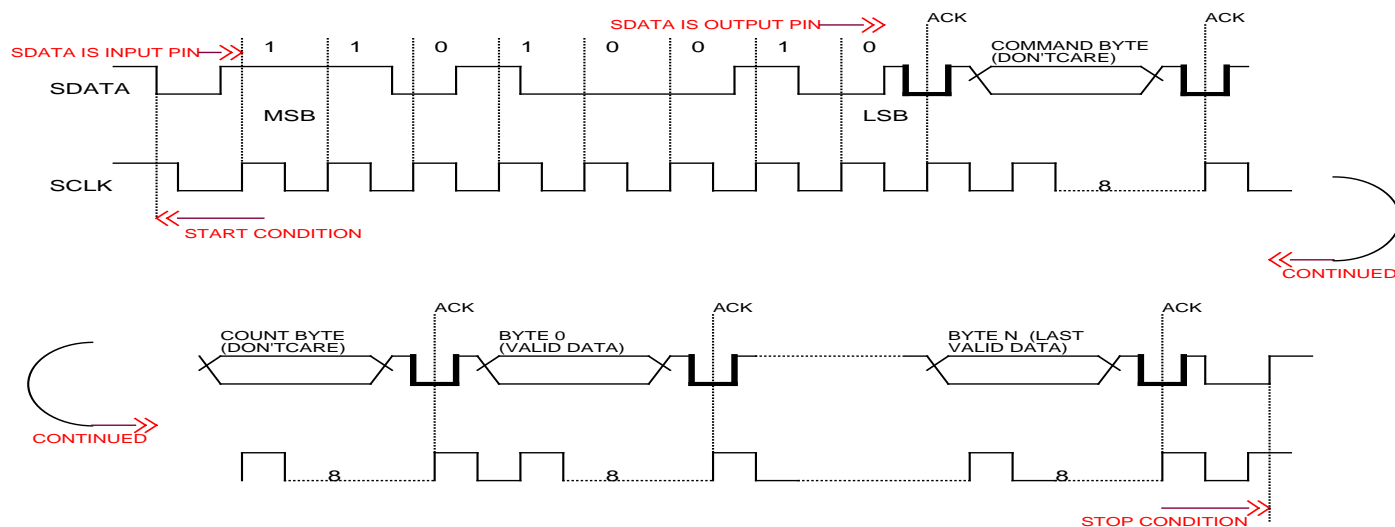 SDATA IS OUTPUT PIN
ACK
ACK
SDATA IS INPUT PIN
1 1 0 1 0 0 1 0
COMMAND BYTE
(DON'TCARE)
SDATA
MSB
LSB
SCLK
8
START CONDITION
CONTINUED
ACK
ACK
ACK
COUNT BYTE
(DON'TCARE)
BYTE 0
(VALID DATA)
BYTE N (LAST
VALID DATA)
CONTINUED
8
8
8
STOP CONDITION